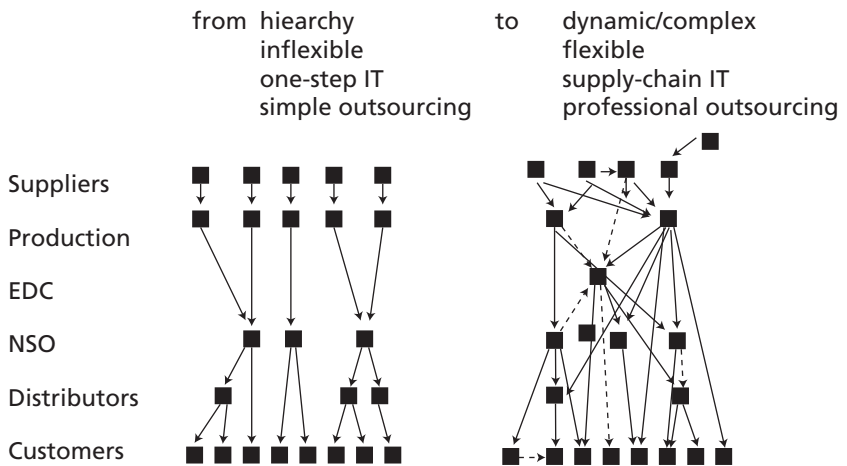 from hiearchy to dynamic/complex
inflexible flexible
one-step IT supply-chain IT
simple outsourcing professional outsourcing
Suppliers
Production
EDC
NSO
Distributors
Customers